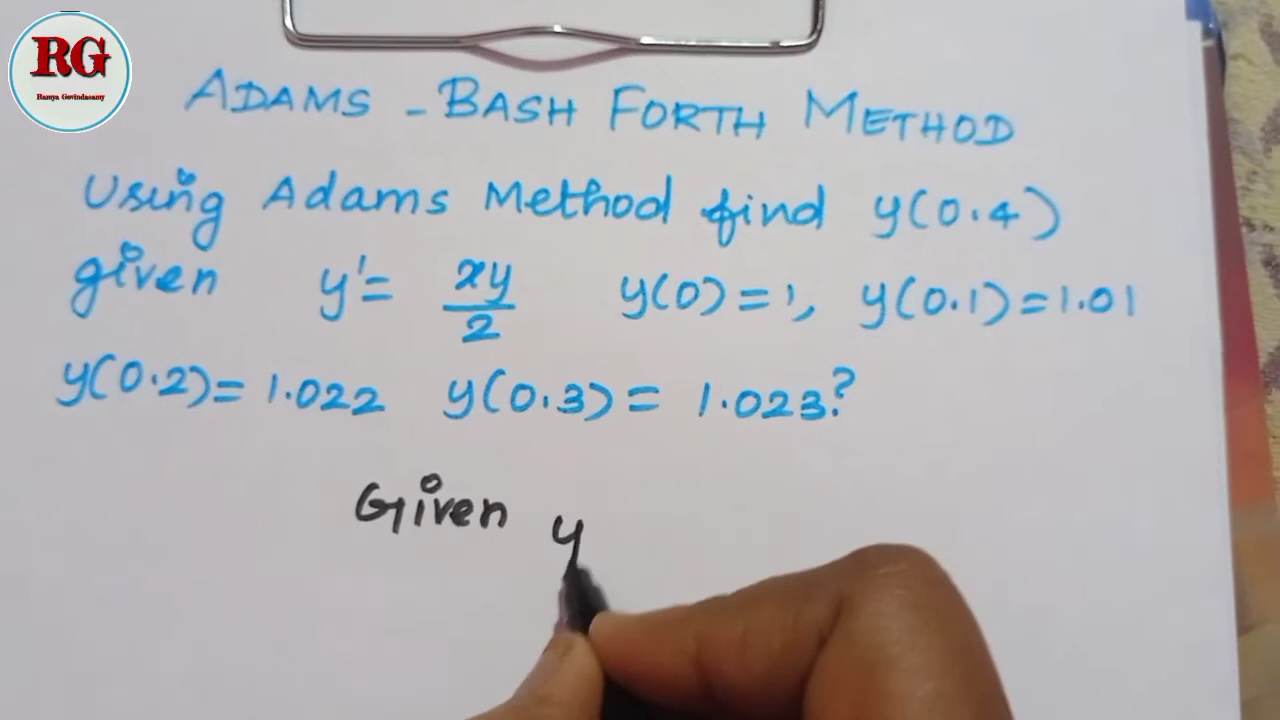 RG
Ramya Govindasamy
ADAMS - BASH FORTH METHOD
Using Adams Method find y(0.4)
given y' = xy/2 y(0) = 1, y(0.1) = 1.01
y(0.2) = 1.022 y(0.3) = 1.023?
Given y